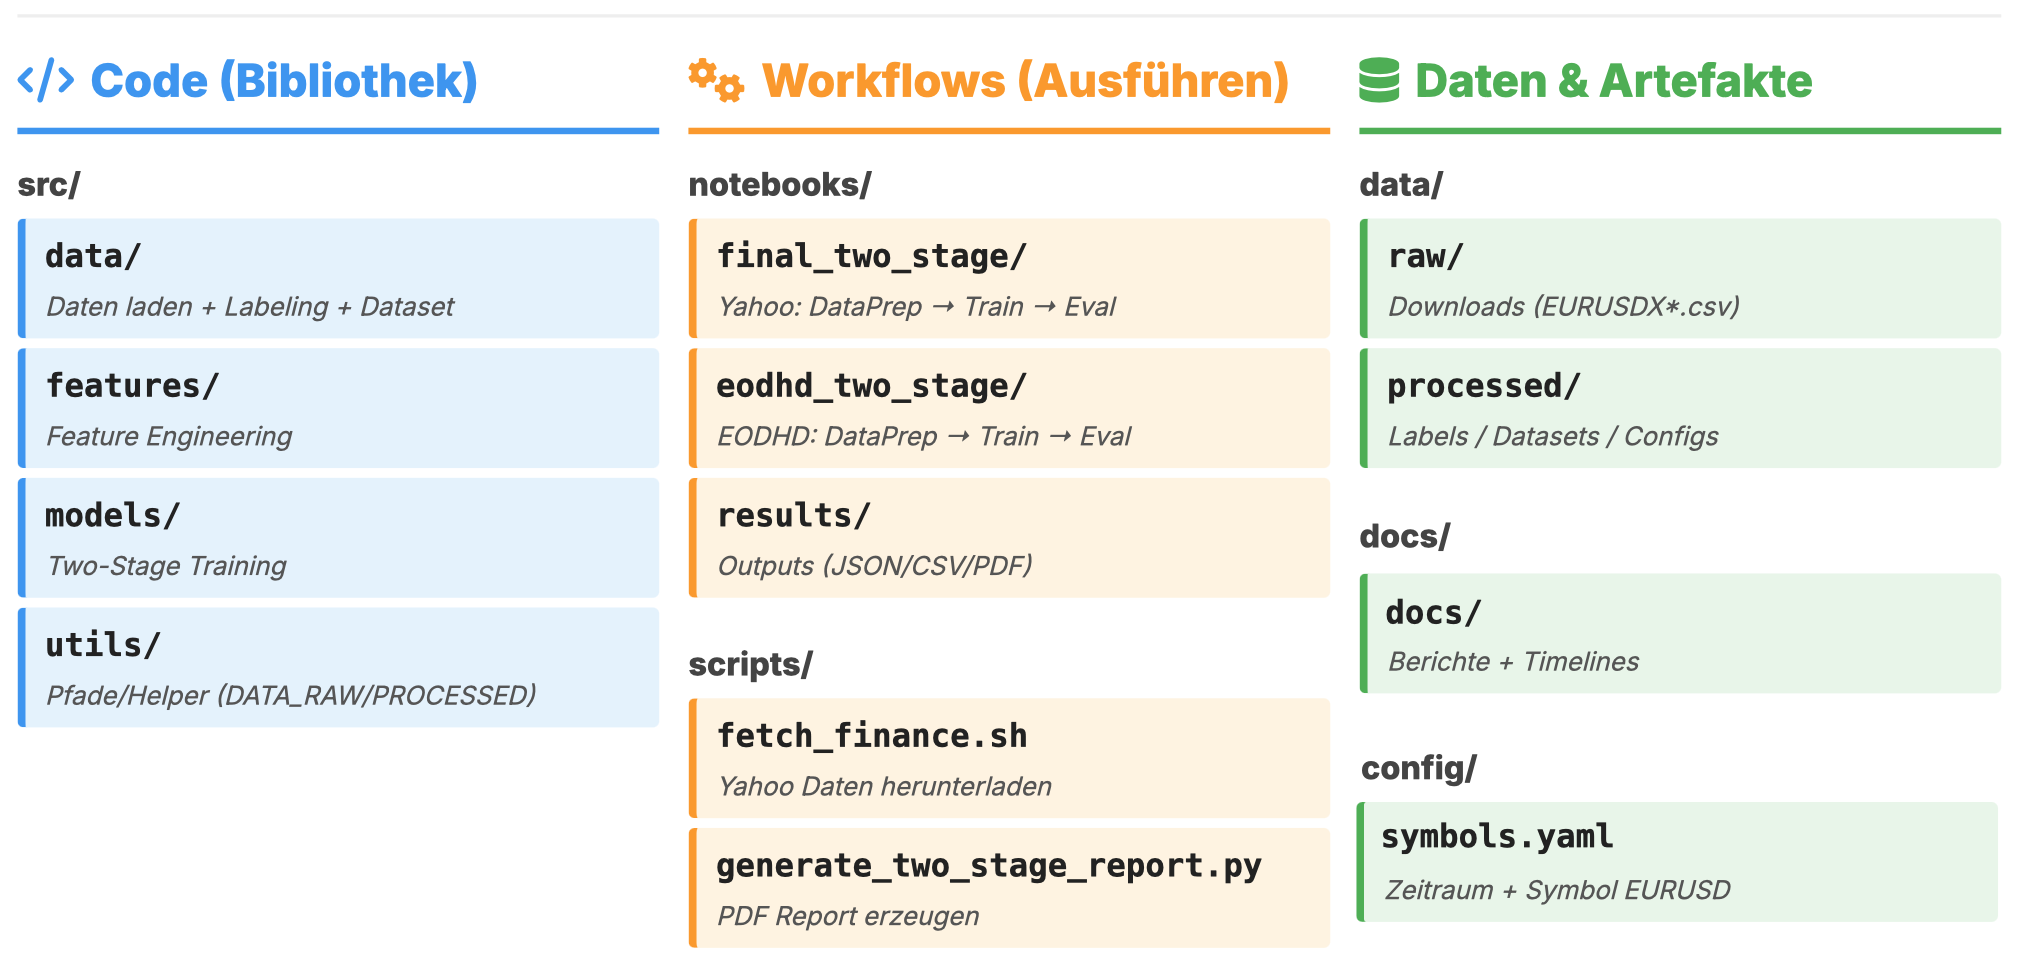 Code (Bibliothek)
src/
data/
Daten laden + Labeling + Dataset
features/
Feature Engineering
models/
Two-Stage Training
utils/
Pfade/Helper (DATA_RAW/PROCESSED)
Workflows (Ausführen)
notebooks/
final_two_stage/
Yahoo: DataPrep → Train → Eval
eodhd_two_stage/
EODHD: DataPrep → Train → Eval
results/
Outputs (JSON/CSV/PDF)
scripts/
fetch_finance.sh
Yahoo Daten herunterladen
generate_two_stage_report.py
PDF Report erzeugen
Daten & Artefakte
data/
raw/
Downloads (EURUSDX*.csv)
processed/
Labels / Datasets / Configs
docs/
docs/
Berichte + Timelines
config/
symbols.yaml
Zeitraum + Symbol EURUSD